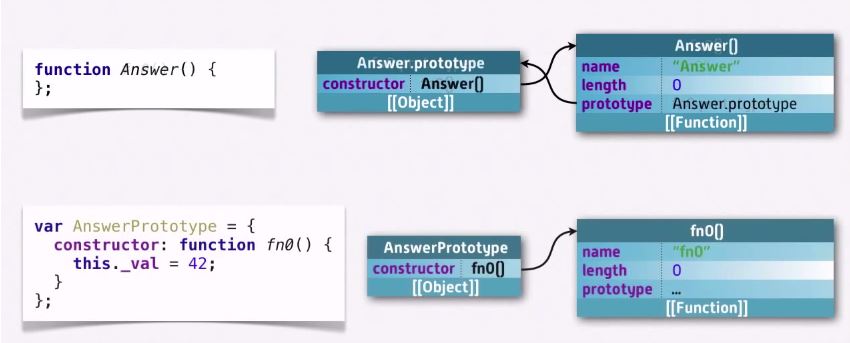 function Answer() {
};
Answer.prototype
constructor Answer()
[[Object]]
Answer()
name "Answer"
length 0
prototype Answer.prototype
[[Function]]
var AnswerPrototype = {
constructor: function fn0() {
this._val = 42;
}
};
AnswerPrototype
constructor fn0()
[[Object]]
fn0()
name "fn0"
length 0
prototype ...
[[Function]]